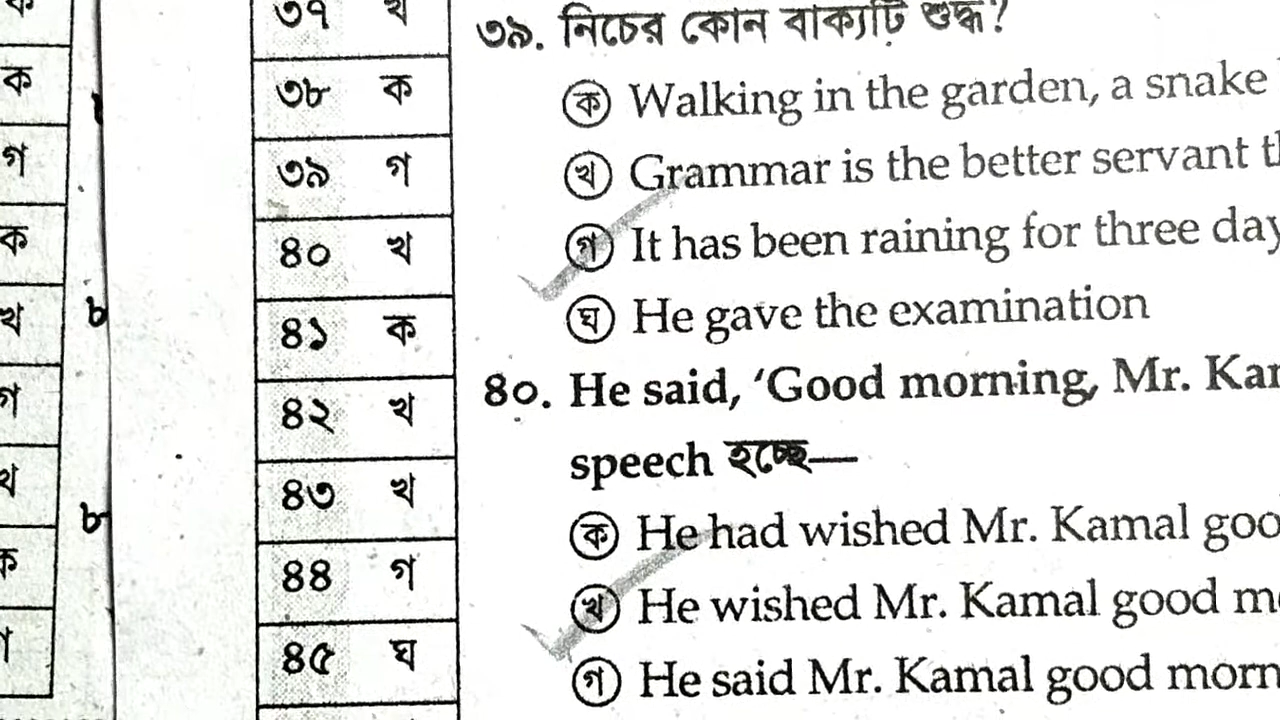 ক
গ
ক
খ
গ
খ
ক
৮
৮
৩৭ খ
৩৮ ক
৩৯ গ
৪০ খ
৪১ ক
৪২ খ
৪৩ খ
৪৪ গ
৪৫ ঘ
৩৯. নিচের কোন বাক্যটি শুদ্ধ?
ক Walking in the garden, a snake
খ Grammar is the better servant
গ It has been raining for three day
ঘ He gave the examination
৪০. He said, ‘Good morning, Mr. Kam
speech হচ্ছে—
ক He had wished Mr. Kamal goo
খ He wished Mr. Kamal good m
গ He said Mr. Kamal good morn